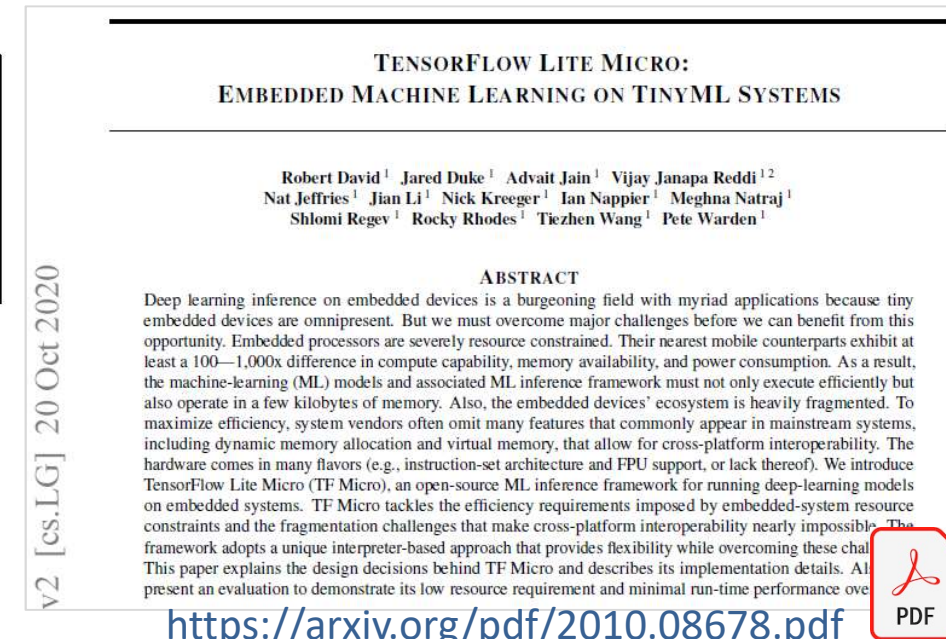 TENSORFLOW LITE MICRO:
EMBEDDED MACHINE LEARNING ON TINYML SYSTEMS
Robert David 1 Jared Duke 1 Advait Jain 1 Vijay Janapa Reddi 1 2
Nat Jeffries 1 Jian Li 1 Nick Kreeger 1 Ian Nappier 1 Meghna Natraj 1
Shlomi Regev 1 Rocky Rhodes 1 Tiezhen Wang 1 Pete Warden 1
ABSTRACT
Deep learning inference on embedded devices is a burgeoning field with myriad applications because tiny
embedded devices are omnipresent. But we must overcome major challenges before we can benefit from this
opportunity. Embedded processors are severely resource constrained. Their nearest mobile counterparts exhibit at
least a 100—1,000x difference in compute capability, memory availability, and power consumption. As a result,
the machine-learning (ML) models and associated ML inference framework must not only execute efficiently but
also operate in a few kilobytes of memory. Also, the embedded devices' ecosystem is heavily fragmented. To
maximize efficiency, system vendors often omit many features that commonly appear in mainstream systems,
including dynamic memory allocation and virtual memory, that allow for cross-platform interoperability. The
hardware comes in many flavors (e.g., instruction-set architecture and FPU support, or lack thereof). We introduce
TensorFlow Lite Micro (TF Micro), an open-source ML inference framework for running deep-learning models
on embedded systems. TF Micro tackles the efficiency requirements imposed by embedded-system resource
constraints and the fragmentation challenges that make cross-platform interoperability nearly impossible. The
framework adopts a unique interpreter-based approach that provides flexibility while overcoming these chal
This paper explains the design decisions behind TF Micro and describes its implementation details. Al
present an evaluation to demonstrate its low resource requirement and minimal run-time performance ove
v2 [cs.LG] 20 Oct 2020
https://arxiv.org/pdf/2010.08678.pdf
PDF